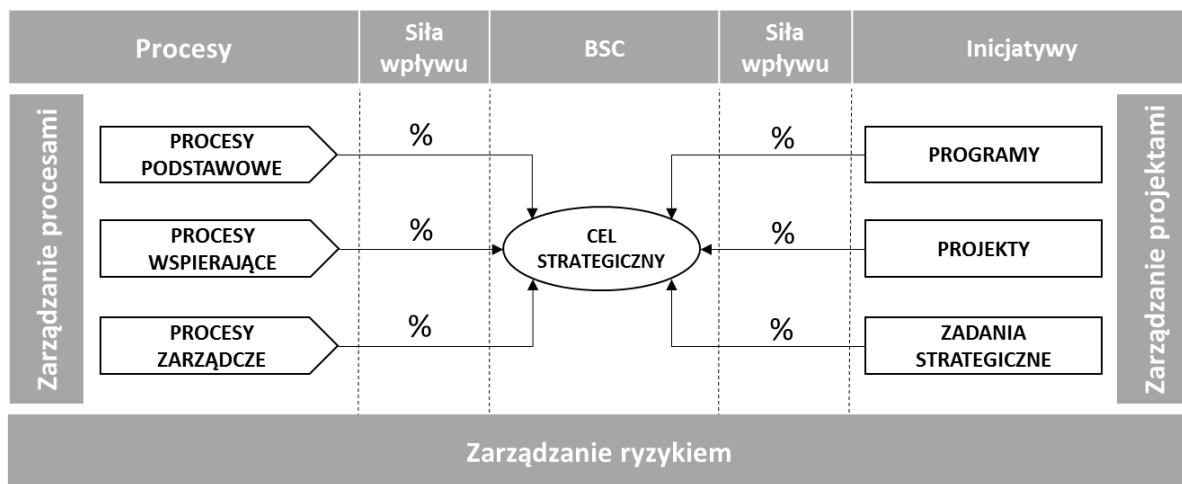 Procesy
Siła
wpływu
BSC
Siła
wpływu
Inicjatywy
Zarządzanie procesami
PROCESY
PODSTAWOWE
%
%
PROGRAMY
PROCESY
WSPIERAJĄCE
%
CEL
STRATEGICZNY
%
PROJEKTY
PROCESY
ZARZĄDCZE
%
%
ZADANIA
STRATEGICZNE
Zarządzanie projektami
Zarządzanie ryzykiem